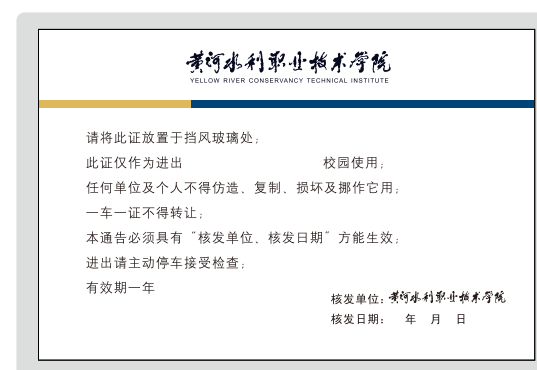 黄河水利职业技术学院
YELLOW RIVER CONSERVANCY TECHNICAL INSTITUTE
请将此证放置于挡风玻璃处；
此证仅作为进出 校园使用；
任何单位及个人不得仿造、复制、损坏及挪作它用；
一车一证不得转让；
本通告必须具有“核发单位、核发日期”方能生效；
进出请主动停车接受检查；
有效期一年
核发单位：黄河水利职业技术学院
核发日期： 年 月 日